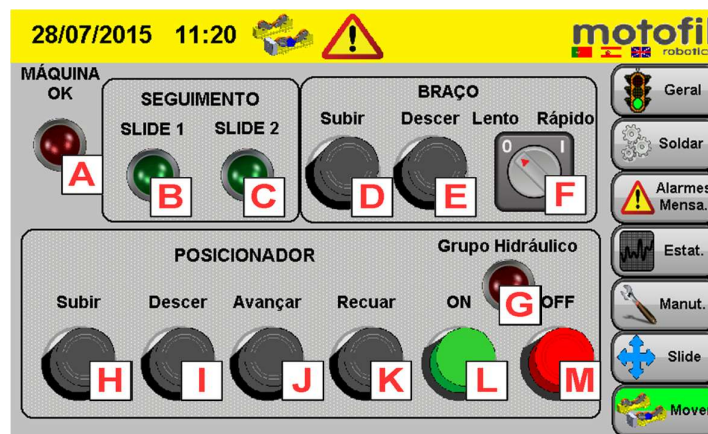 28/07/2015 11:20
motofil
robotic
MÁQUINA
OK
A
SEGUIMENTO
SLIDE 1 SLIDE 2
B C
BRAÇO
Subir Descer Lento Rápido
0 I
D E F
POSICIONADOR
Grupo Hidráulico
G
Subir Descer Avançar Recuar ON OFF
H I J K L M
Geral
Soldar
Alarmes
Mensa.
Estat.
Manut.
Slide
Mover